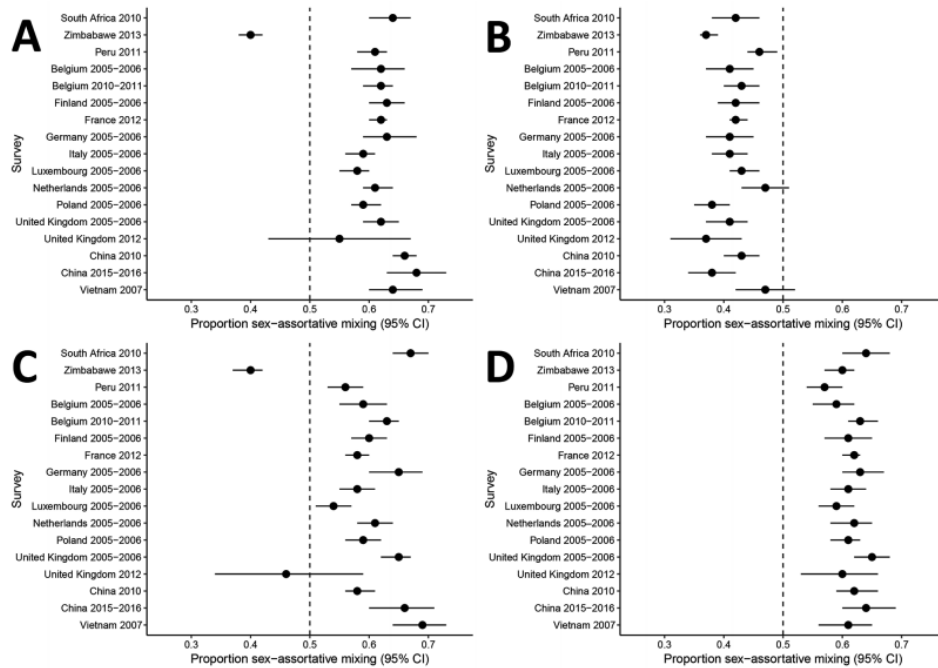 A
Survey
South Africa 2010
Zimbabawe 2013
Peru 2011
Belgium 2005−2006
Belgium 2010−2011
Finland 2005−2006
France 2012
Germany 2005−2006
Italy 2005−2006
Luxembourg 2005−2006
Netherlands 2005−2006
Poland 2005−2006
United Kingdom 2005−2006
United Kingdom 2012
China 2010
China 2015−2016
Vietnam 2007
0.3 0.4 0.5 0.6 0.7
Proportion sex−assortative mixing (95% CI)
B
Survey
South Africa 2010
Zimbabawe 2013
Peru 2011
Belgium 2005−2006
Belgium 2010−2011
Finland 2005−2006
France 2012
Germany 2005−2006
Italy 2005−2006
Luxembourg 2005−2006
Netherlands 2005−2006
Poland 2005−2006
United Kingdom 2005−2006
United Kingdom 2012
China 2010
China 2015−2016
Vietnam 2007
0.3 0.4 0.5 0.6 0.7
Proportion sex−assortative mixing (95% CI)
C
Survey
South Africa 2010
Zimbabawe 2013
Peru 2011
Belgium 2005−2006
Belgium 2010−2011
Finland 2005−2006
France 2012
Germany 2005−2006
Italy 2005−2006
Luxembourg 2005−2006
Netherlands 2005−2006
Poland 2005−2006
United Kingdom 2005−2006
United Kingdom 2012
China 2010
China 2015−2016
Vietnam 2007
0.3 0.4 0.5 0.6 0.7
Proportion sex−assortative mixing (95% CI)
D
Survey
South Africa 2010
Zimbabawe 2013
Peru 2011
Belgium 2005−2006
Belgium 2010−2011
Finland 2005−2006
France 2012
Germany 2005−2006
Italy 2005−2006
Luxembourg 2005−2006
Netherlands 2005−2006
Poland 2005−2006
United Kingdom 2005−2006
United Kingdom 2012
China 2010
China 2015−2016
Vietnam 2007
0.3 0.4 0.5 0.6 0.7
Proportion sex−assortative mixing (95% CI)